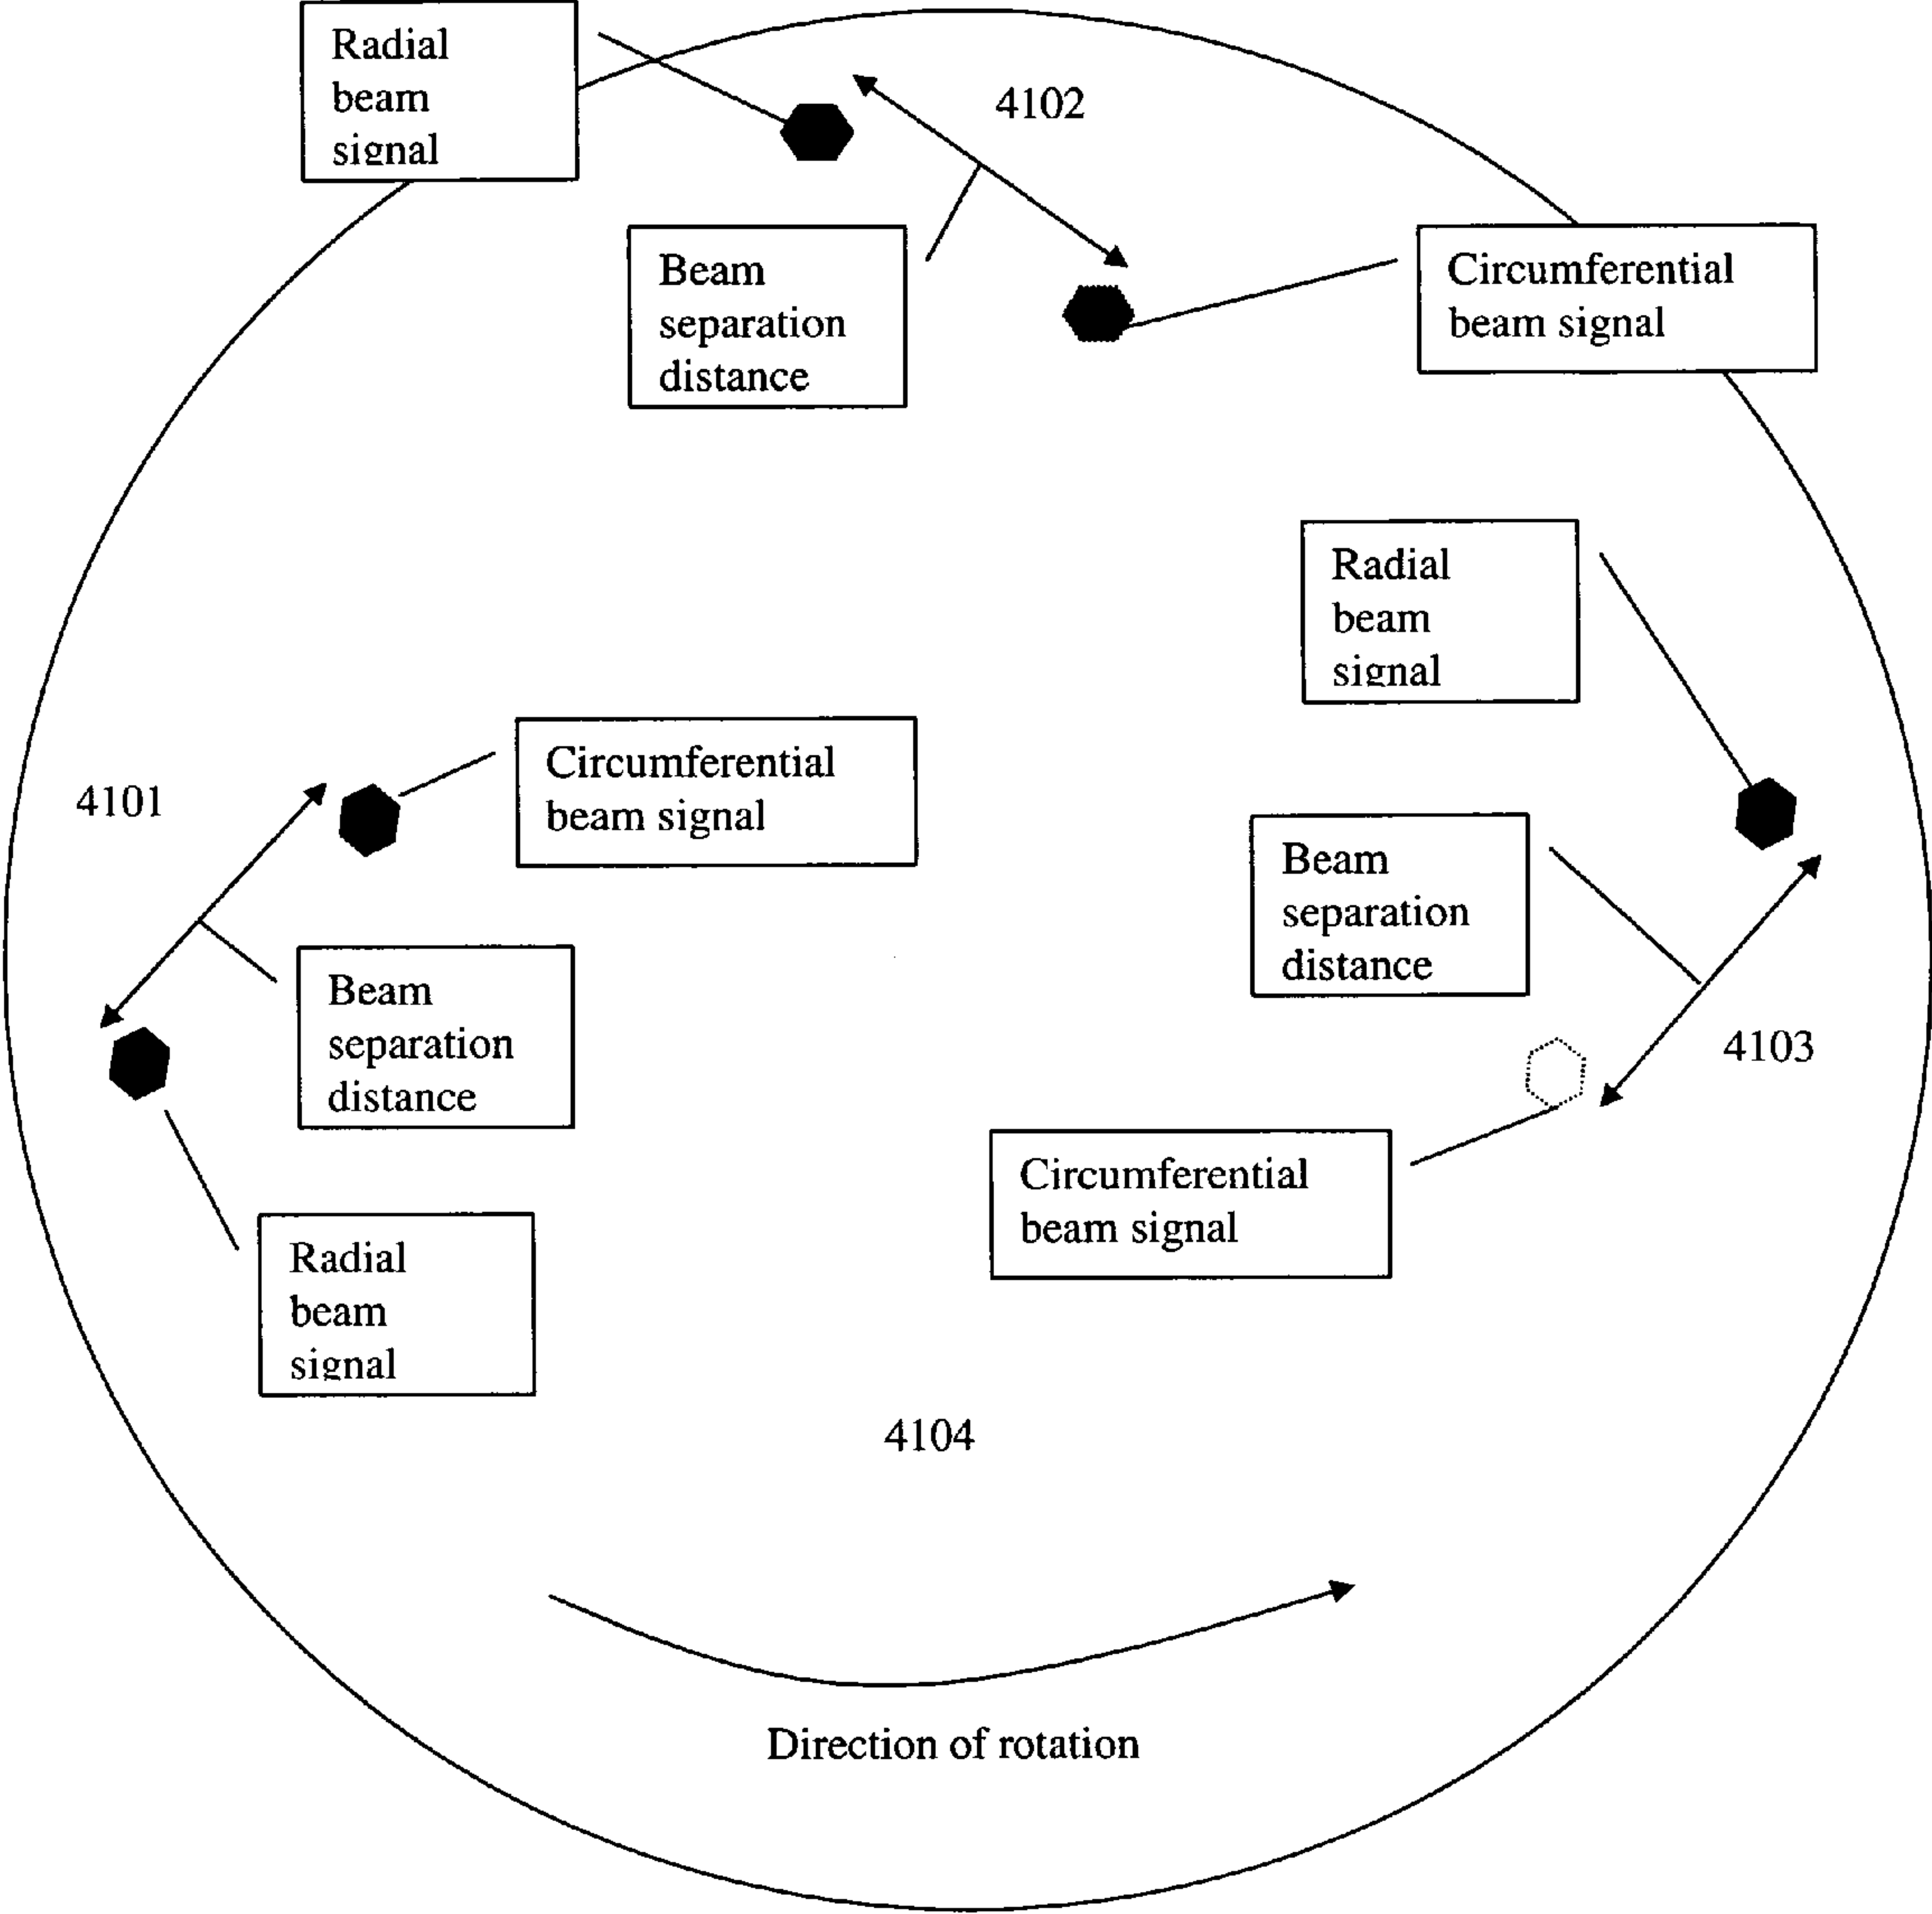 Radial
beam
signal
4102
Beam
separation
distance
Circumferential
beam signal
Radial
beam
signal
4101
Circumferential
beam signal
Beam
separation
distance
Beam
separation
distance
4103
Circumferential
beam signal
Radial
beam
signal
4104
Direction of rotation